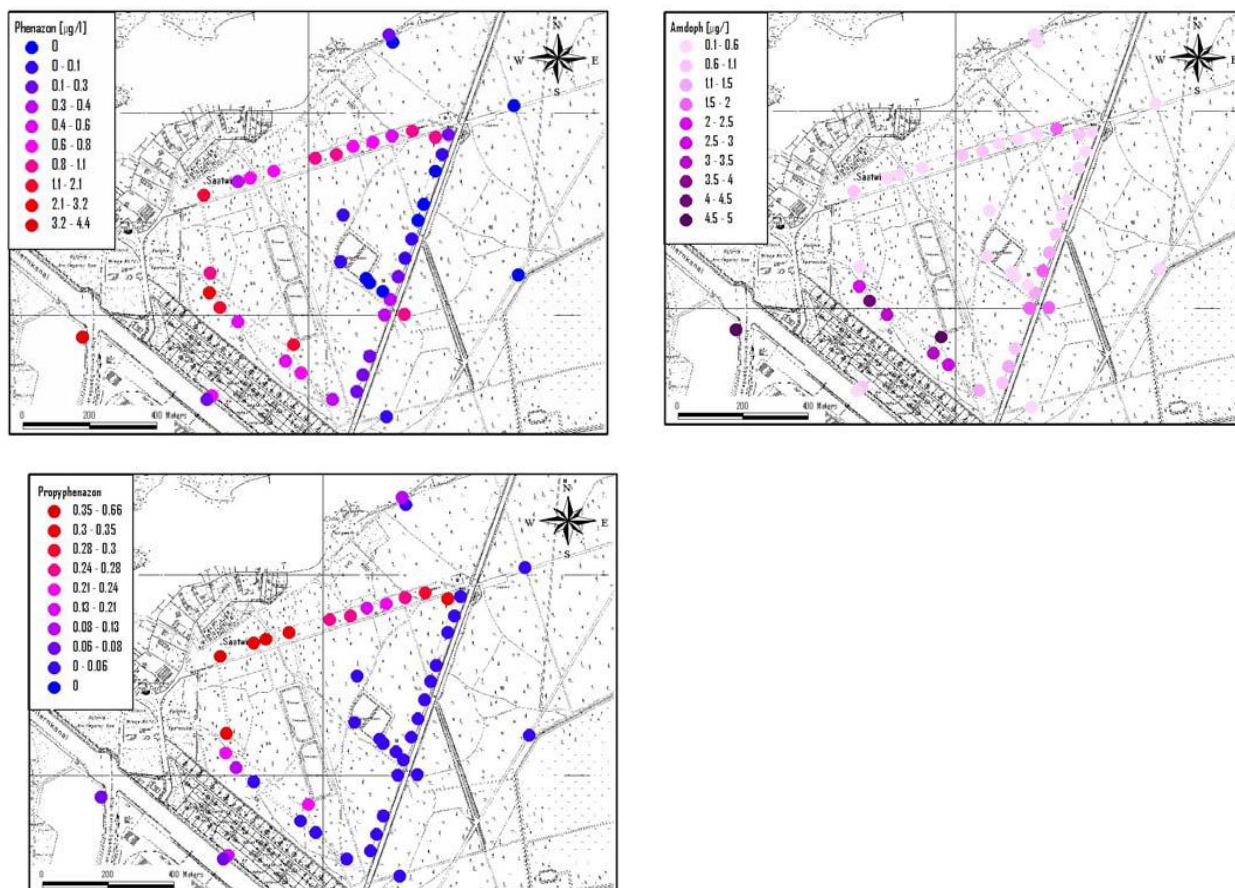 Phenazon [µg/l]
0
0 - 0.1
0.1 - 0.3
0.3 - 0.4
0.4 - 0.6
0.6 - 0.8
0.8 - 1.1
1.1 - 2.1
2.1 - 3.2
3.2 - 4.4
N
W E
S
Saatwi
0 200 400 Meters
Amdoph [µg/]
0.1 - 0.6
0.6 - 1.1
1.1 - 1.5
1.5 - 2
2 - 2.5
2.5 - 3
3 - 3.5
3.5 - 4
4 - 4.5
4.5 - 5
N
W E
S
Saatwi
0 200 400 Meters
Propyphenazon
0.35 - 0.66
0.3 - 0.35
0.28 - 0.3
0.24 - 0.28
0.21 - 0.24
0.13 - 0.21
0.08 - 0.13
0.06 - 0.08
0 - 0.06
0
N
W E
S
Saatwi
0 200 400 Meters